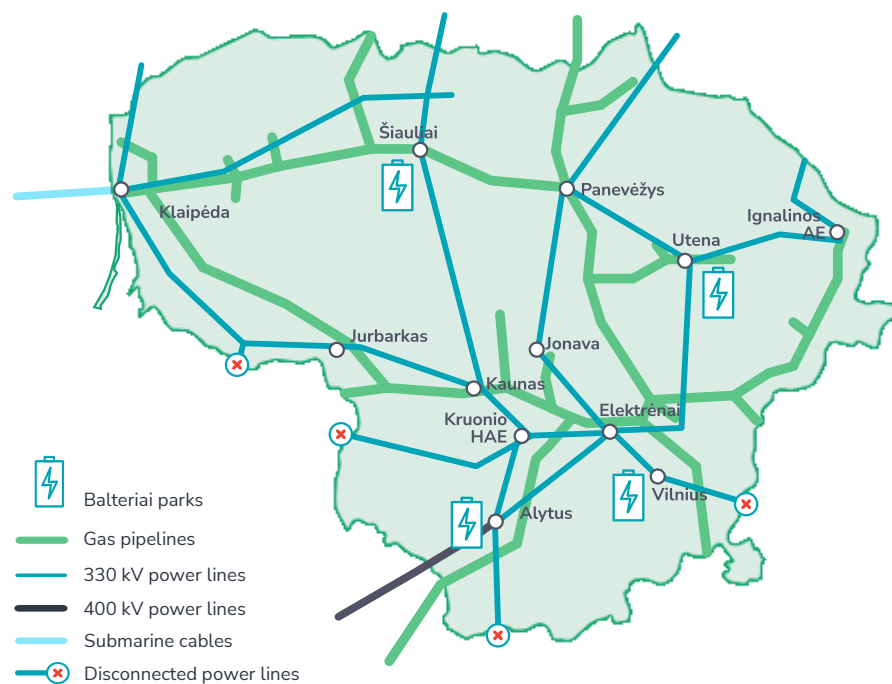 Šiauliai
Klaipėda
Panevėžys
Ignalinos
AE
Utena
Jurbarkas
Jonava
Kaunas
Elektrėnai
Kruonio
HAE
Vilnius
Alytus
Balteriai parks
Gas pipelines
330 kV power lines
400 kV power lines
Submarine cables
Disconnected power lines